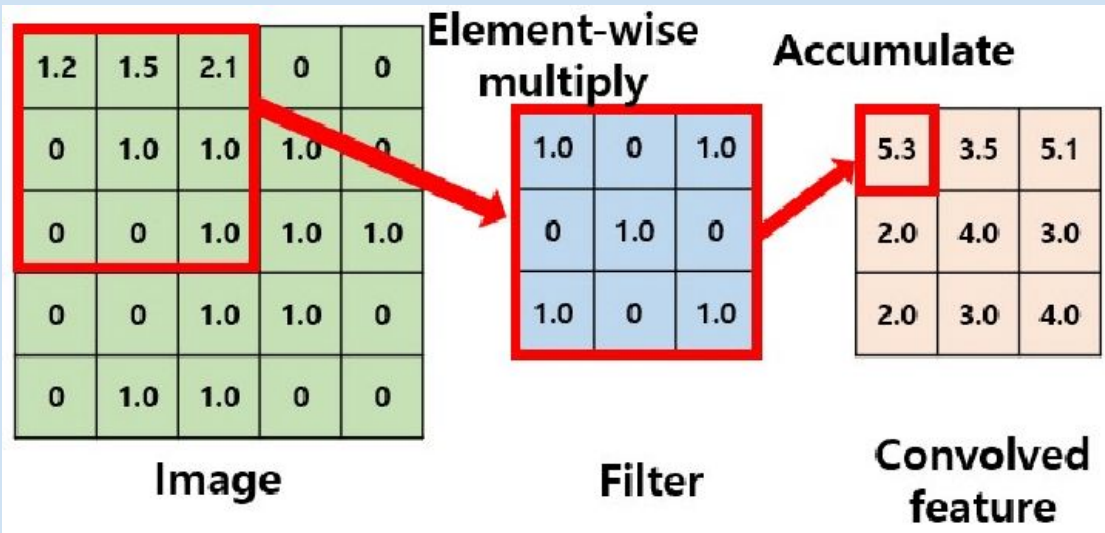 Element-wise
multiply
Accumulate
1.2 1.5 2.1 0 0
0 1.0 1.0 1.0 0
0 0 1.0 1.0 1.0
0 0 1.0 1.0 0
0 1.0 1.0 0 0
Image
1.0 0 1.0
0 1.0 0
1.0 0 1.0
Filter
5.3 3.5 5.1
2.0 4.0 3.0
2.0 3.0 4.0
Convolved
feature